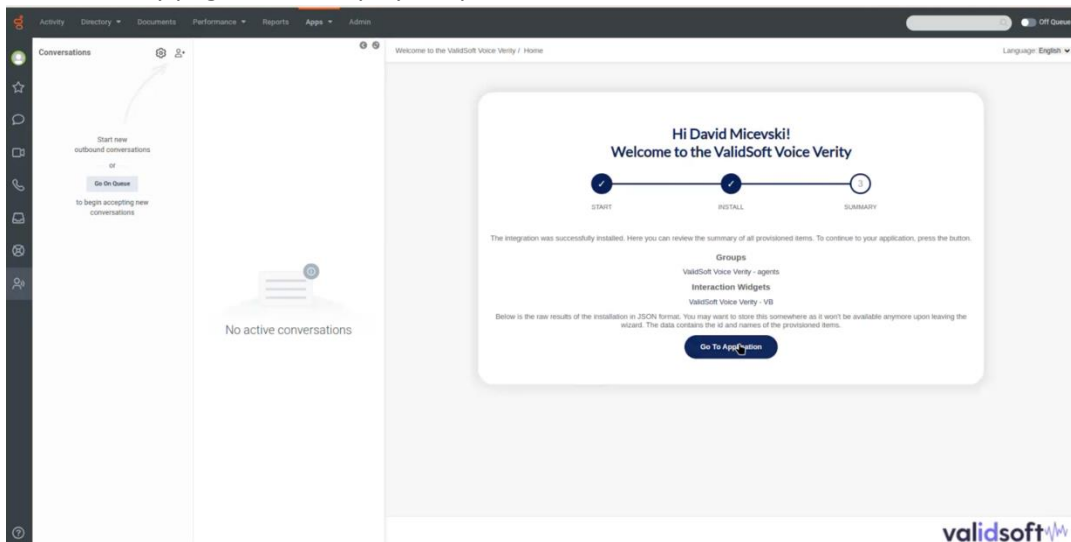 Activity Directory Documents Performance Reports Apps Admin
Off Queue
Conversations
Welcome to the ValidSoft Voice Verity / Home
Language: English
Start new
outbound conversations
or
Go On Queue
to begin accepting new
conversations
No active conversations
Hi David Micevski!
Welcome to the ValidSoft Voice Verity
3
START INSTALL SUMMARY
The integration was successfully installed. Here you can review the summary of all provisioned items. To continue to your application, press the button.
Groups
ValidSoft Voice Verity - agents
Interaction Widgets
ValidSoft Voice Verity - VB
Below is the raw results of the installation in JSON format. You may want to store this somewhere as it won't be available anymore upon leaving the
wizard. The data contains the id and names of the provisioned items.
Go To Application
validsoft